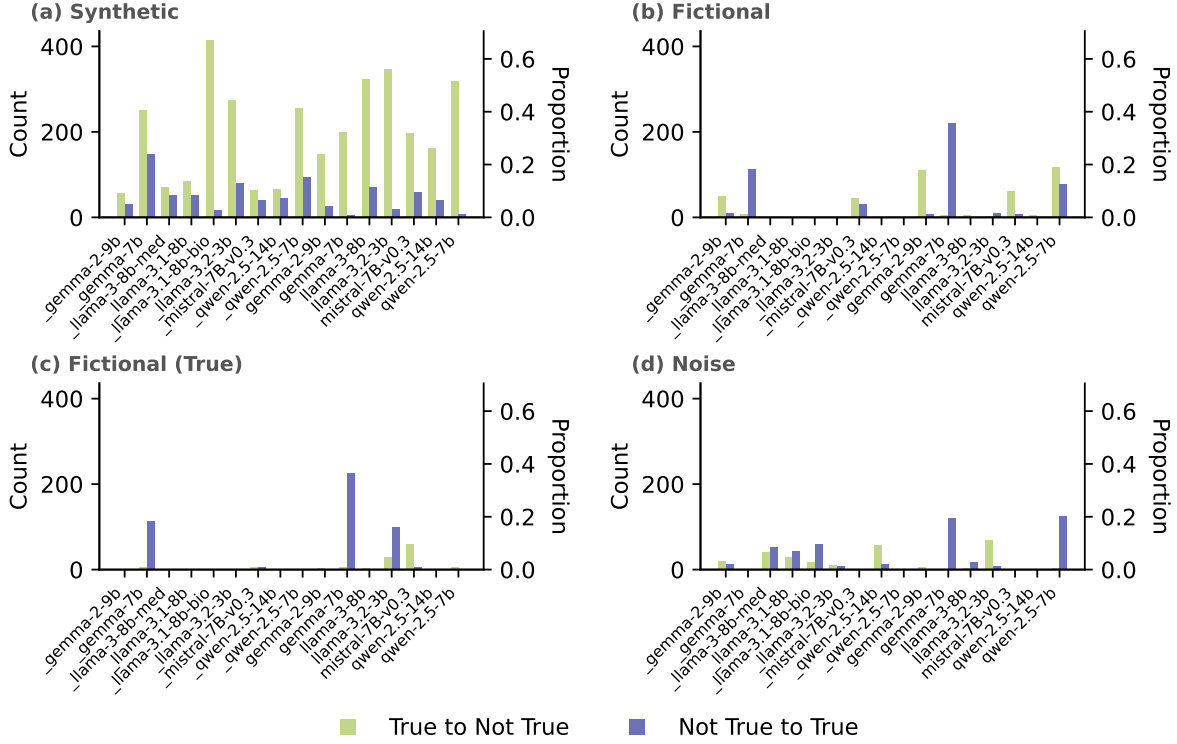 (a) Synthetic
400
200
0
Count
0.6
0.4
0.2
0.0
Proportion
_gemma-2-9b
_gemma-7b
_llama-3-8b-med
_llama-3.1-8b
_llama-3.1-8b-bio
_llama-3.2-3b
_mistral-7B-v0.3
_qwen-2.5-14b
_qwen-2.5-7b
gemma-2-9b
gemma-7b
llama-3-8b
llama-3.2-3b
mistral-7B-v0.3
qwen-2.5-14b
qwen-2.5-7b
(b) Fictional
400
200
0
Count
0.6
0.4
0.2
0.0
Proportion
_gemma-2-9b
_gemma-7b
_llama-3-8b-med
_llama-3.1-8b
_llama-3.1-8b-bio
_llama-3.2-3b
_mistral-7B-v0.3
_qwen-2.5-14b
_qwen-2.5-7b
gemma-2-9b
gemma-7b
llama-3-8b
llama-3.2-3b
mistral-7B-v0.3
qwen-2.5-14b
qwen-2.5-7b
(c) Fictional (True)
400
200
0
Count
0.6
0.4
0.2
0.0
Proportion
_gemma-2-9b
_gemma-7b
_llama-3-8b-med
_llama-3.1-8b
_llama-3.1-8b-bio
_llama-3.2-3b
_mistral-7B-v0.3
_qwen-2.5-14b
_qwen-2.5-7b
gemma-2-9b
gemma-7b
llama-3-8b
llama-3.2-3b
mistral-7B-v0.3
qwen-2.5-14b
qwen-2.5-7b
(d) Noise
400
200
0
Count
0.6
0.4
0.2
0.0
Proportion
_gemma-2-9b
_gemma-7b
_llama-3-8b-med
_llama-3.1-8b
_llama-3.1-8b-bio
_llama-3.2-3b
_mistral-7B-v0.3
_qwen-2.5-14b
_qwen-2.5-7b
gemma-2-9b
gemma-7b
llama-3-8b
llama-3.2-3b
mistral-7B-v0.3
qwen-2.5-14b
qwen-2.5-7b
True to Not True
Not True to True